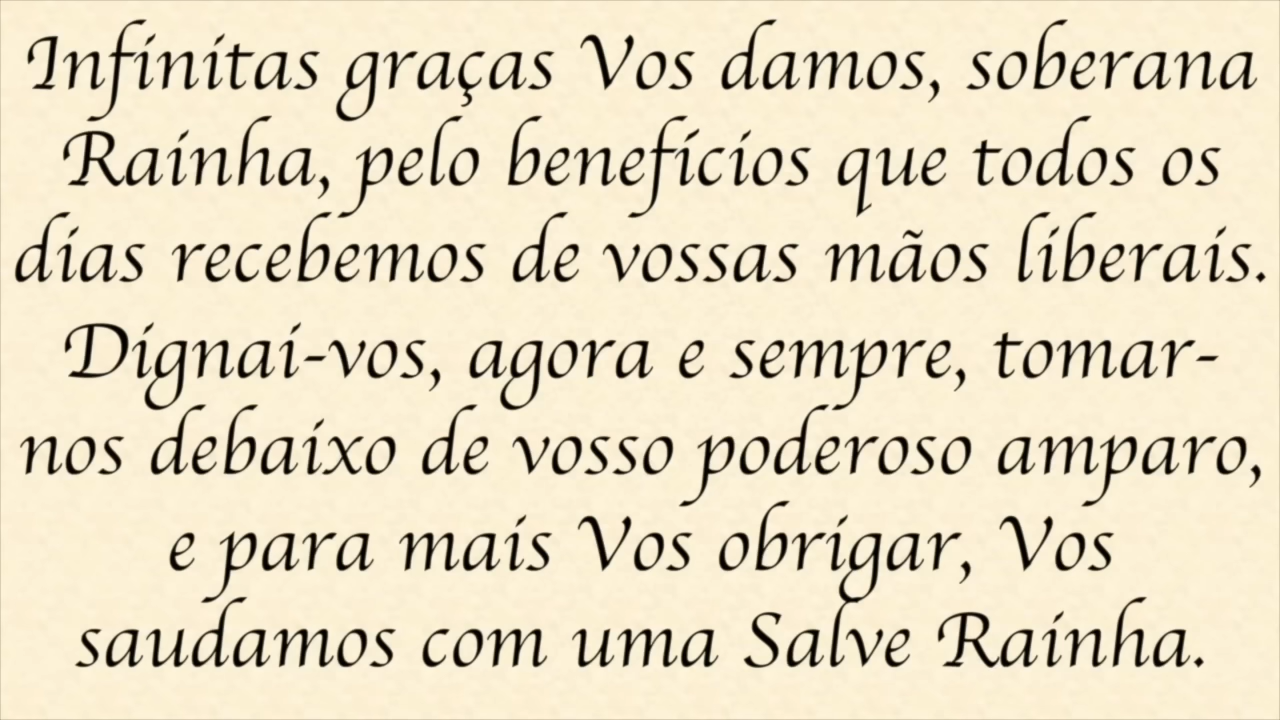 Infinitas graças Vos damos, soberana
Rainha, pelo benefícios que todos os
dias recebemos de vossas mãos liberais.
Dignai-vos, agora e sempre, tomar-
nos debaixo de vosso poderoso amparo,
e para mais Vos obrigar, Vos
saudamos com uma Salve Rainha.